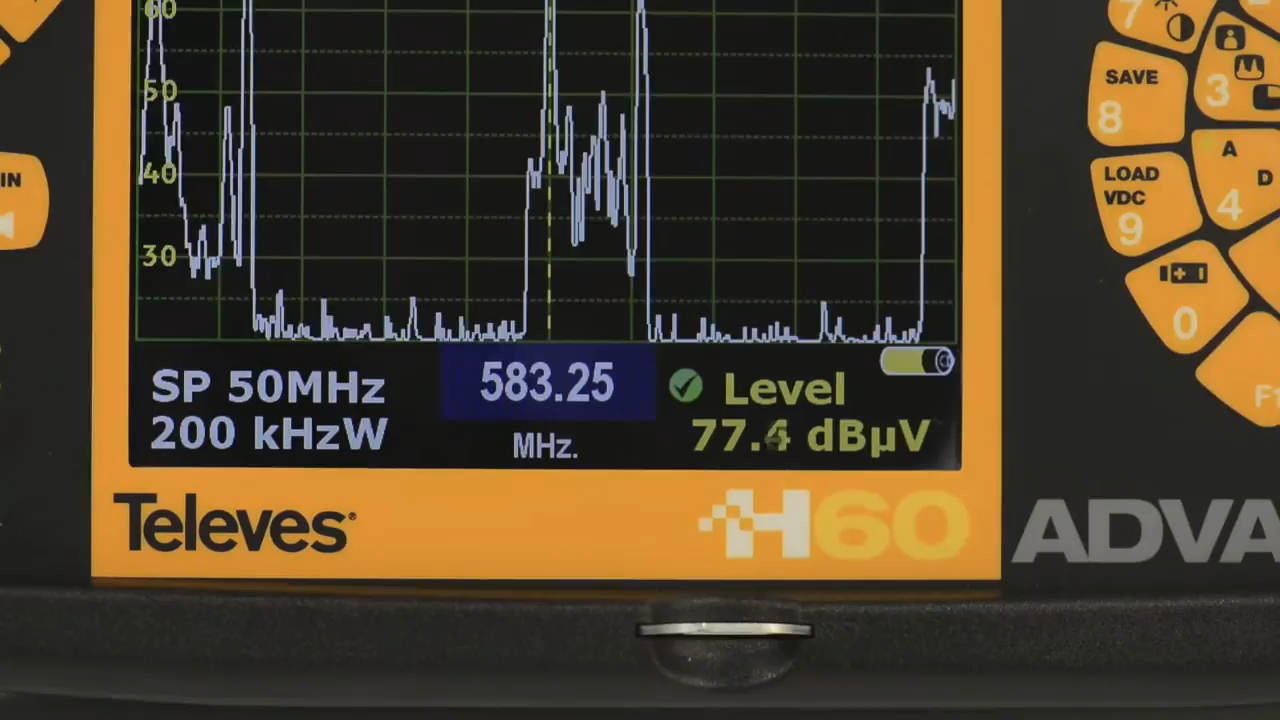 60
50
40
30
SP 50MHz
583.25
Level
200 kHzW
MHz.
77.4 dBµV
Televes
H60
ADVA
IN
7
SAVE
8
3
LOAD
VDC
9
A
D
4
0
F1